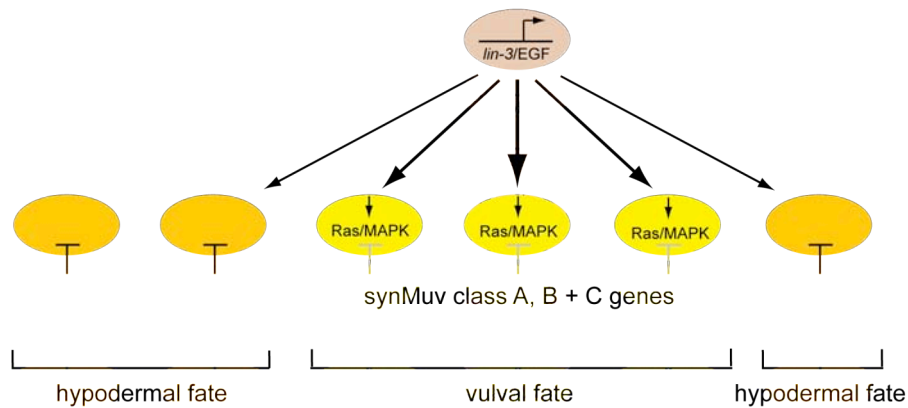 lin-3/EGF
Ras/MAPK Ras/MAPK Ras/MAPK
synMuv class A, B + C genes
hypodermal fate vulval fate hypodermal fate